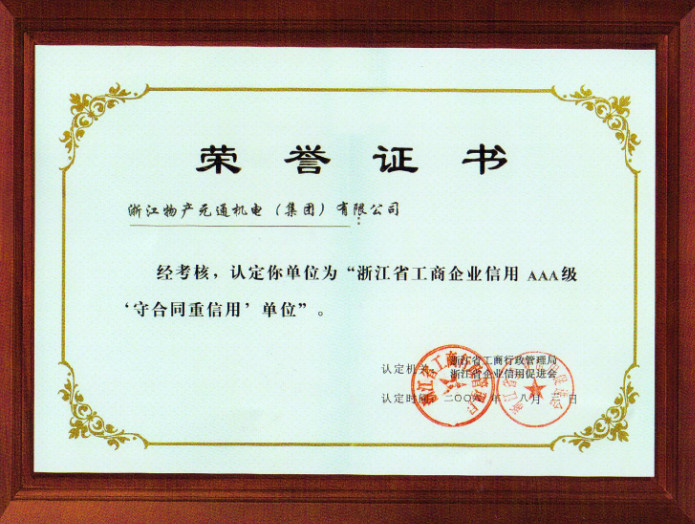 荣誉证书
浙江物产元通机电（集团）有限公司：
经考核，认定你单位为“浙江省工商企业信用 AAA级
‘守合同重信用’单位”。
认定机关：浙江省工商行政管理局
浙江省企业信用促进会
认定时间：二〇〇 年 八月 日